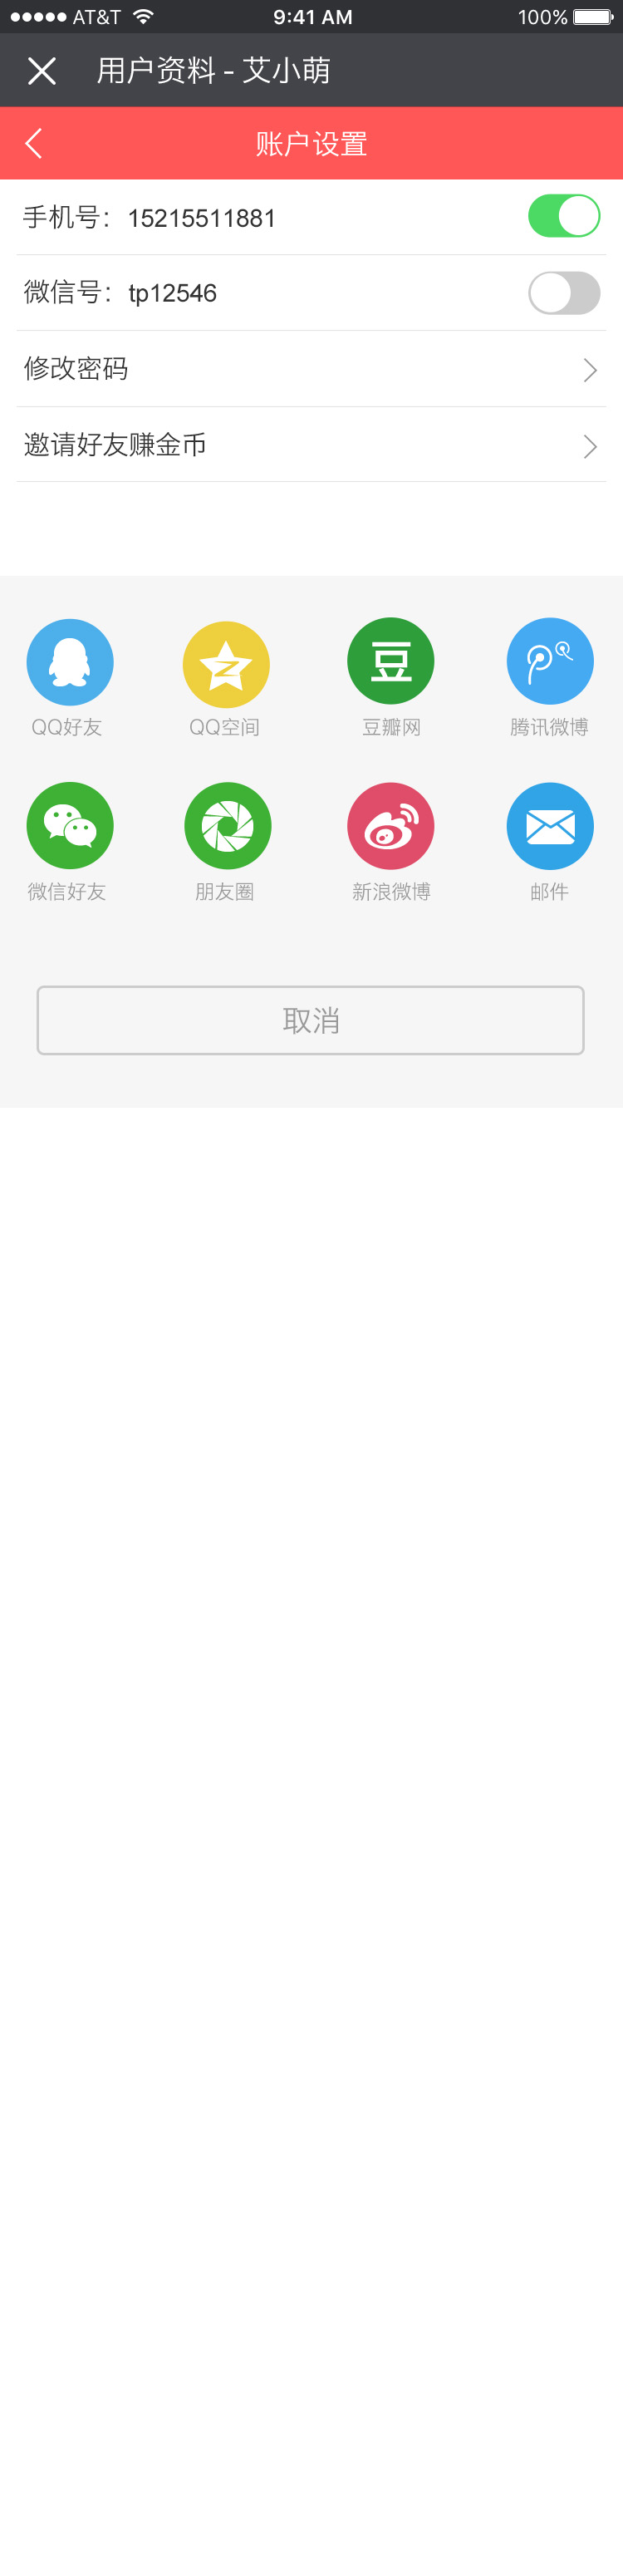 AT&T 9:41 AM 100%
用户资料 - 艾小萌
账户设置
手机号：15215511881
微信号：tp12546
修改密码
邀请好友赚金币
豆
QQ好友 QQ空间 豆瓣网 腾讯微博
微信好友 朋友圈 新浪微博 邮件
取消